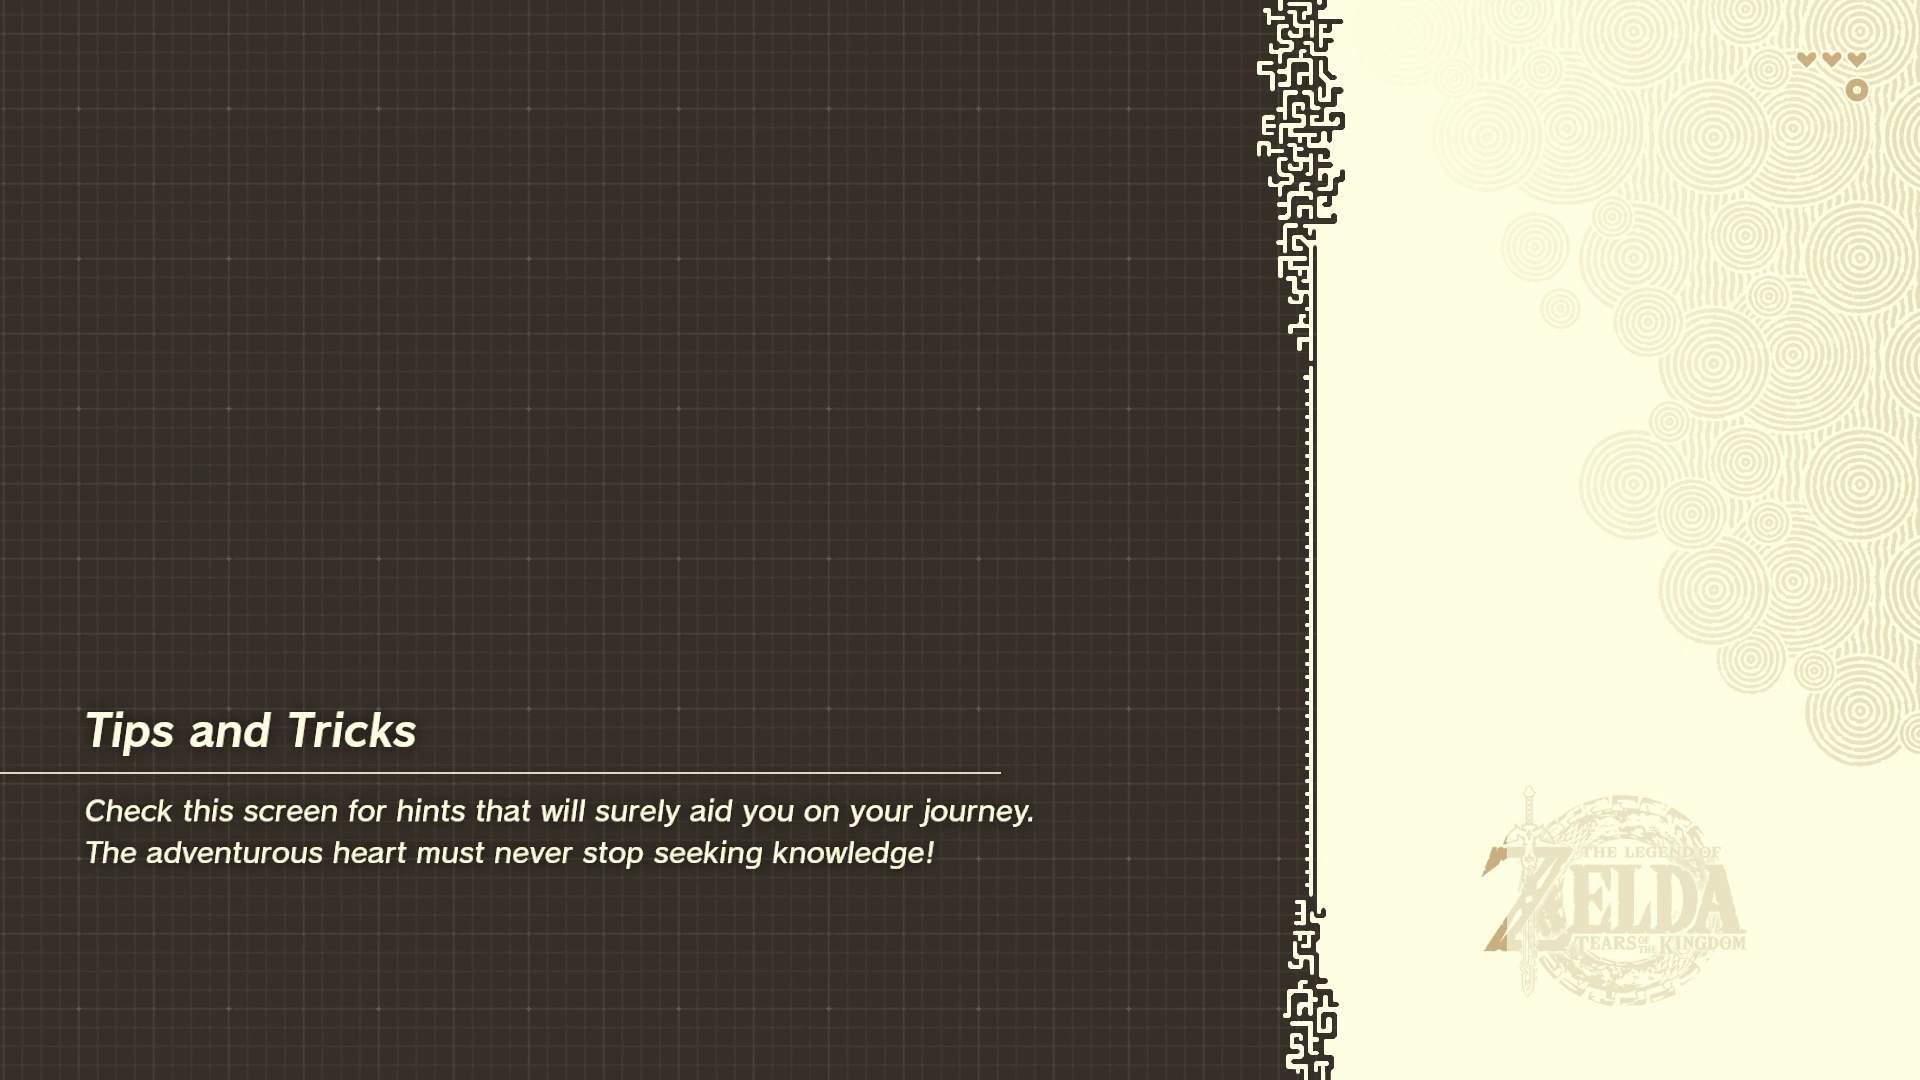 Tips and Tricks
Check this screen for hints that will surely aid you on your journey.
The adventurous heart must never stop seeking knowledge!
THE LEGEND OF
ZELDA
TEARS OF THE KINGDOM